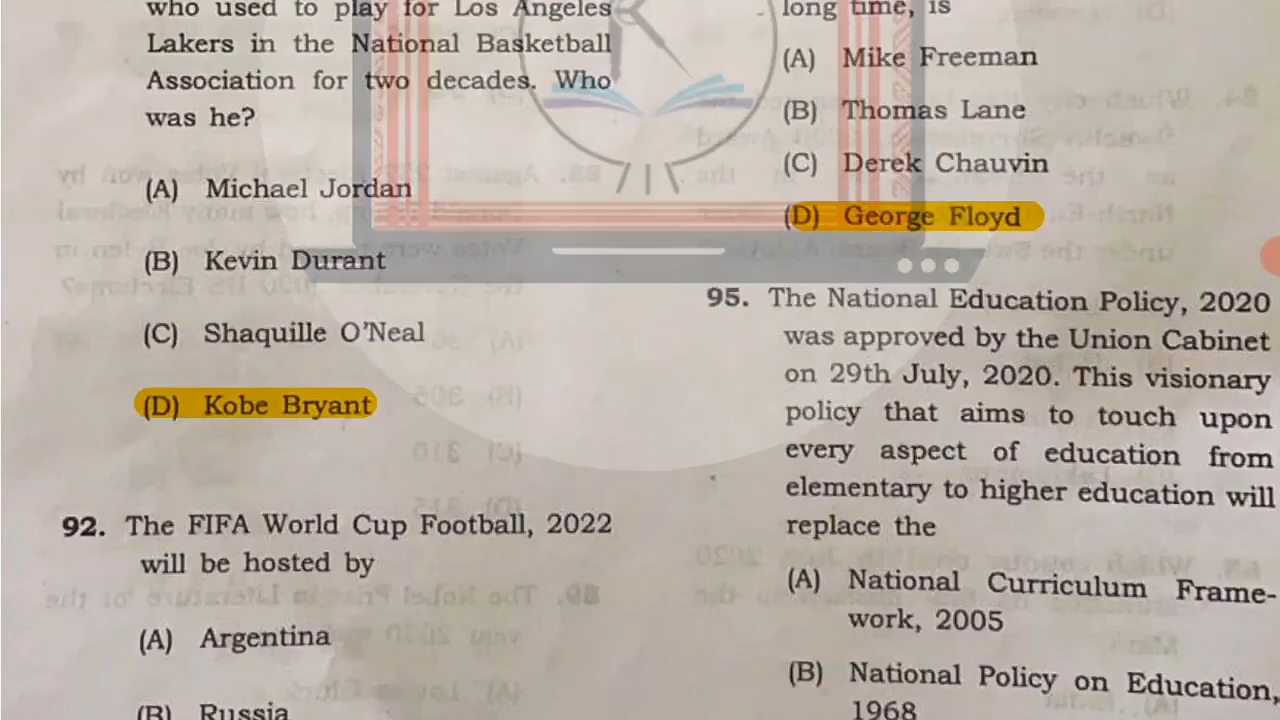 who used to play for Los Angeles
Lakers in the National Basketball
Association for two decades. Who
was he?
(A) Michael Jordan
(B) Kevin Durant
(C) Shaquille O'Neal
(D) Kobe Bryant
92. The FIFA World Cup Football, 2022
will be hosted by
(A) Argentina
(B) Russia
long time, is
(A) Mike Freeman
(B) Thomas Lane
(C) Derek Chauvin
(D) George Floyd
95. The National Education Policy, 2020
was approved by the Union Cabinet
on 29th July, 2020. This visionary
policy that aims to touch upon
every aspect of education from
elementary to higher education will
replace the
(A) National Curriculum Frame-
work, 2005
(B) National Policy on Education,
1968